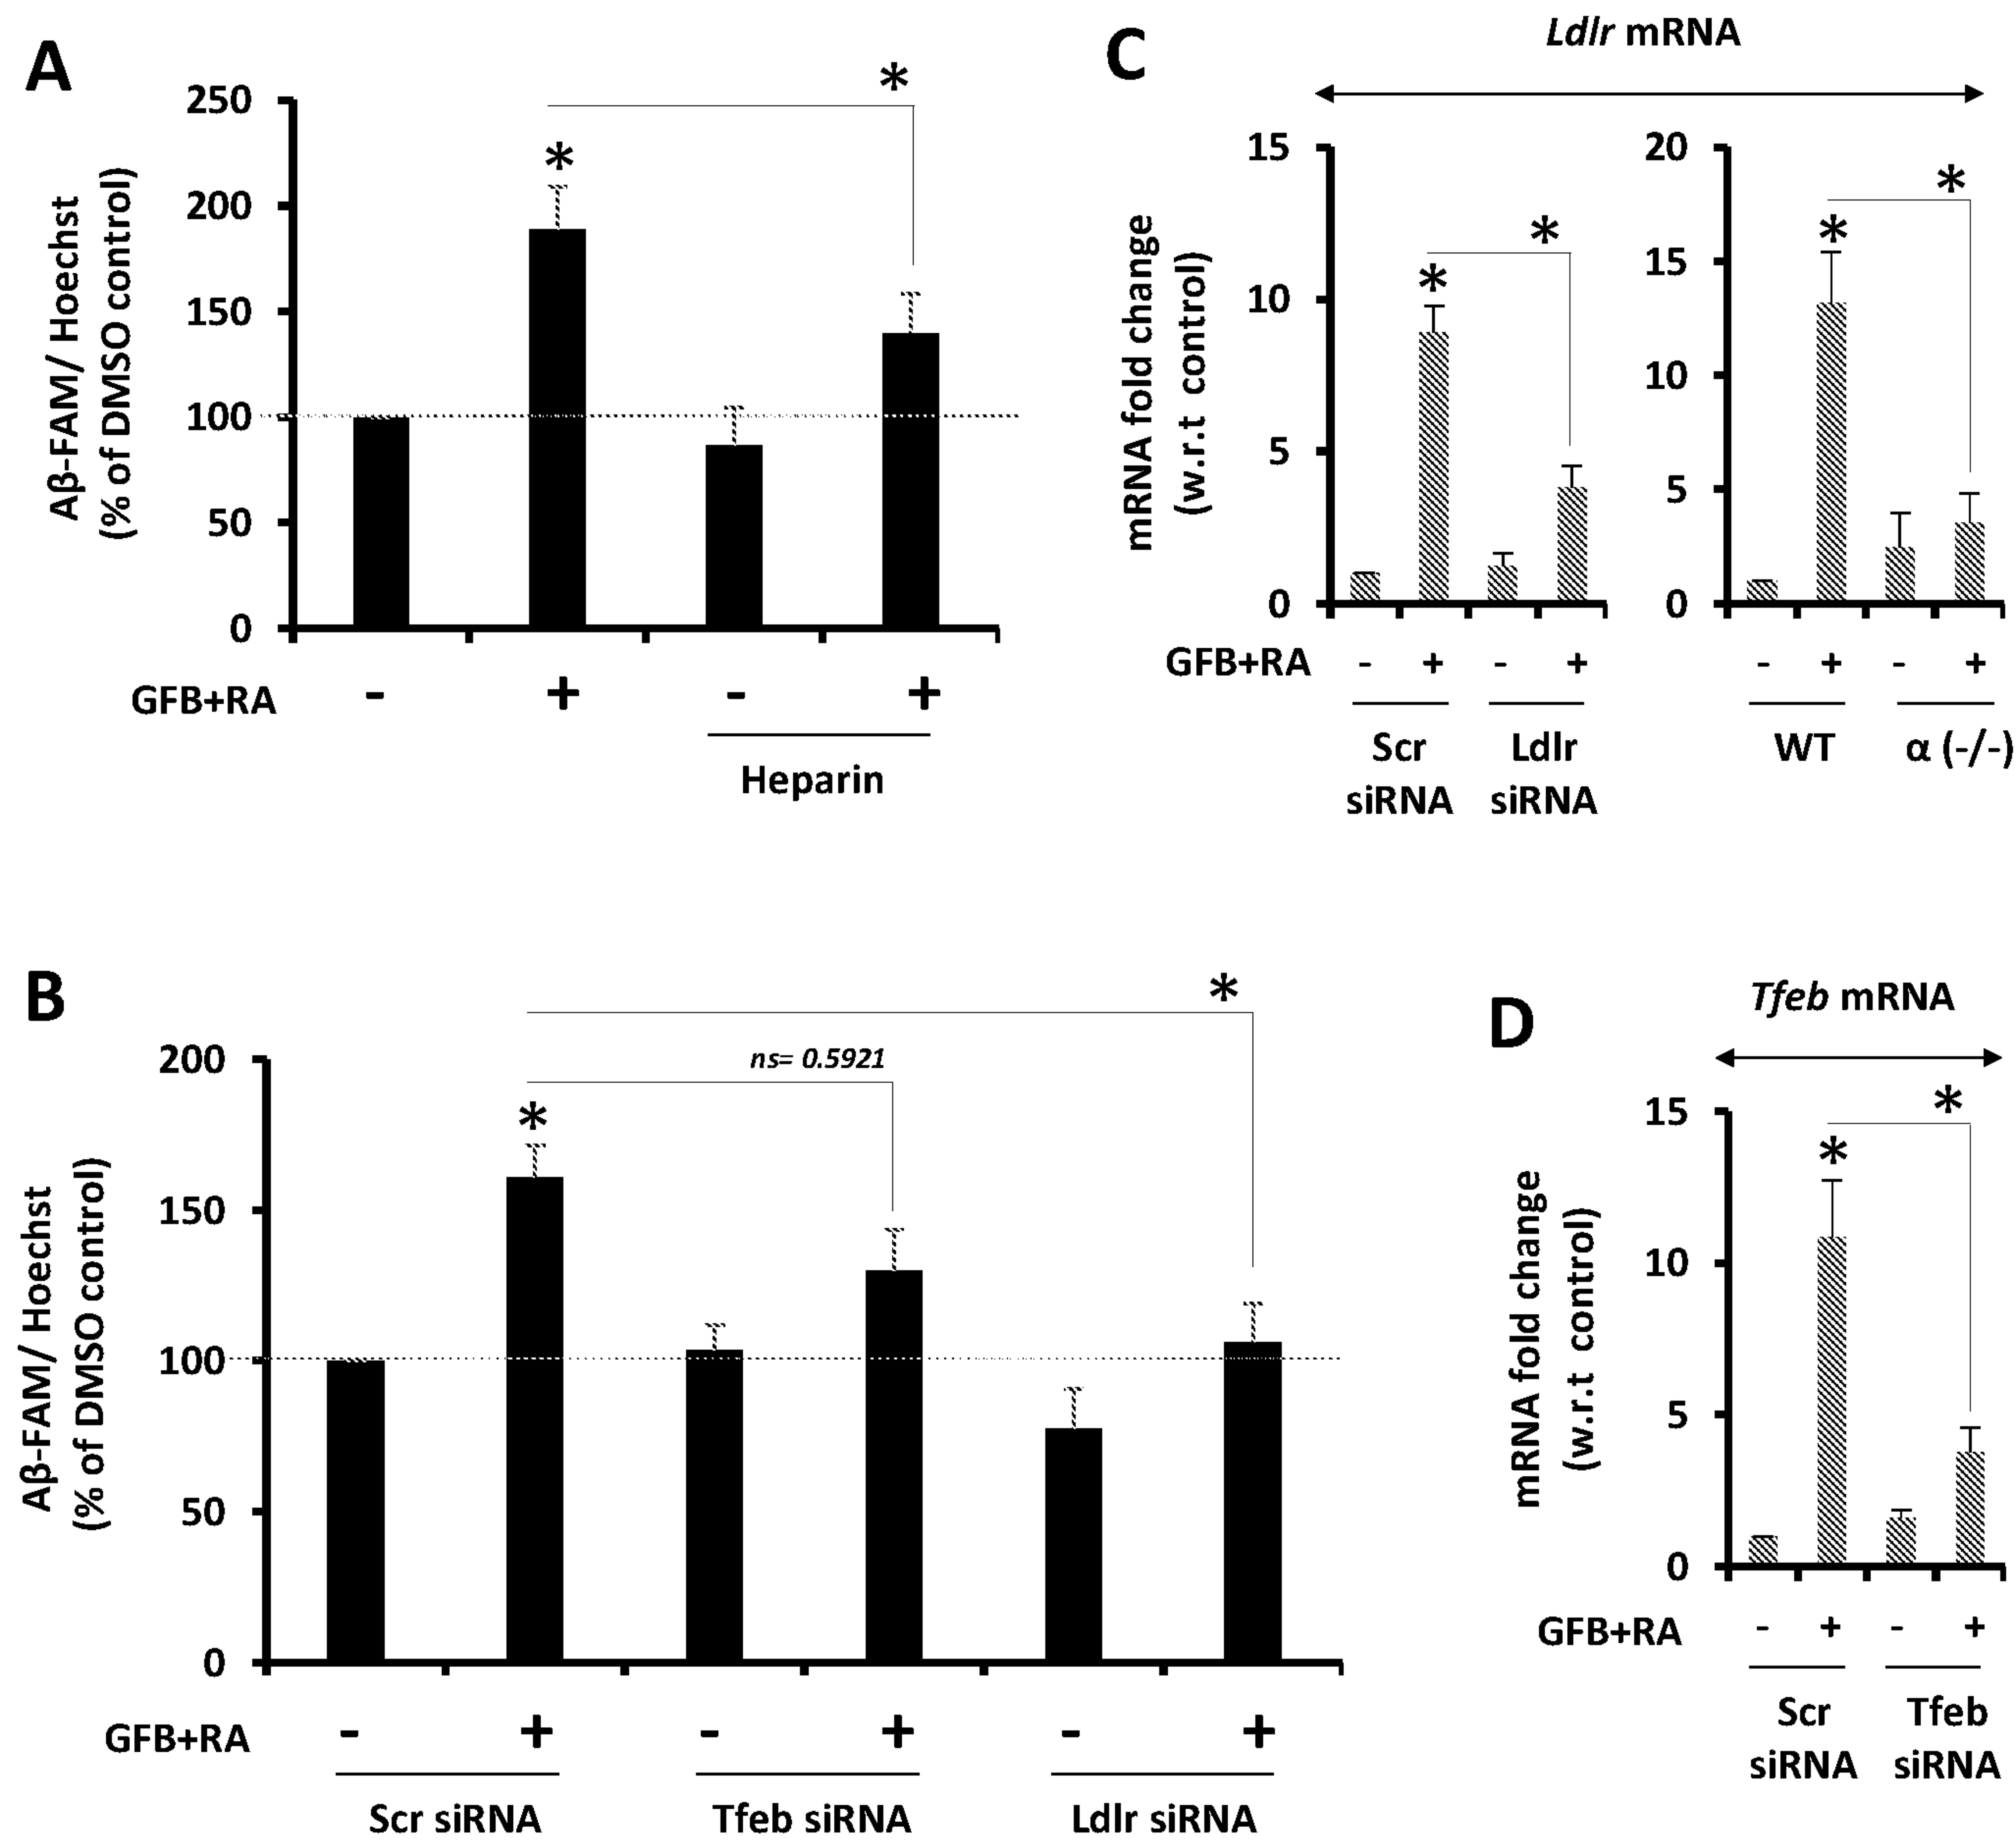 A
*
*
250
200
150
100
50
0
Aβ-FAM/ Hoechst
(% of DMSO control)
GFB+RA - + - +
Heparin
B
*
ns= 0.5921
*
200
150
100
50
0
Aβ-FAM/ Hoechst
(% of DMSO control)
GFB+RA - + - + - +
Scr siRNA Tfeb siRNA Ldlr siRNA
C
Ldlr mRNA
15
10
5
0
*
*
mRNA fold change
(w.r.t control)
20
15
10
5
0
*
*
GFB+RA - + - + - + - +
Scr Ldlr WT α (-/-)
siRNA siRNA
D
Tfeb mRNA
15
10
5
0
*
*
mRNA fold change
(w.r.t control)
GFB+RA - + - +
Scr Tfeb
siRNA siRNA